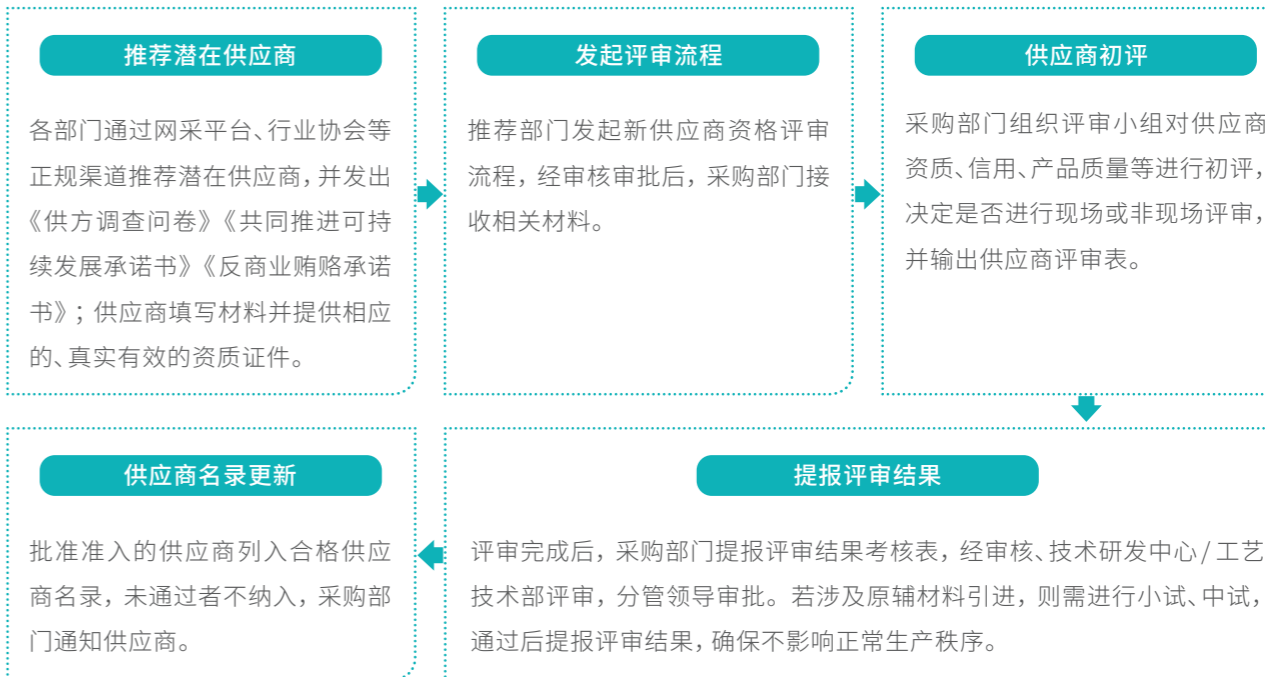 推荐潜在供应商
各部门通过网采平台、行业协会等
正规渠道推荐潜在供应商，并发出
《供方调查问卷》《共同推进可持
续发展承诺书》《反商业贿赂承诺
书》；供应商填写材料并提供相应
的、真实有效的资质证件。
发起评审流程
推荐部门发起新供应商资格评审
流程，经审核审批后，采购部门接
收相关材料。
供应商初评
采购部门组织评审小组对供应商
资质、信用、产品质量等进行初评，
决定是否进行现场或非现场评审，
并输出供应商评审表。
提报评审结果
评审完成后，采购部门提报评审结果考核表，经审核、技术研发中心/工艺
技术部评审，分管领导审批。若涉及原辅材料引进，则需进行小试、中试，
通过后提报评审结果，确保不影响正常生产秩序。
供应商名录更新
批准准入的供应商列入合格供应
商名录，未通过者不纳入，采购部
门通知供应商。